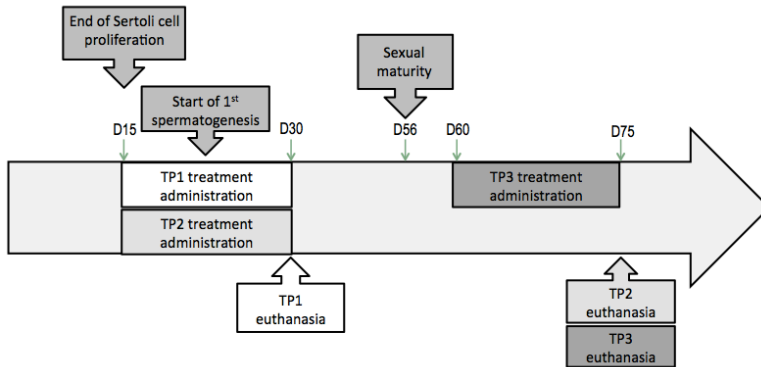 End of Sertoli cell
proliferation
Sexual
maturity
Start of 1st
spermatogenesis
D15
D30
D56
D60
D75
TP1 treatment
administration
TP3 treatment
administration
TP2 treatment
administration
TP1
euthanasia
TP2
euthanasia
TP3
euthanasia